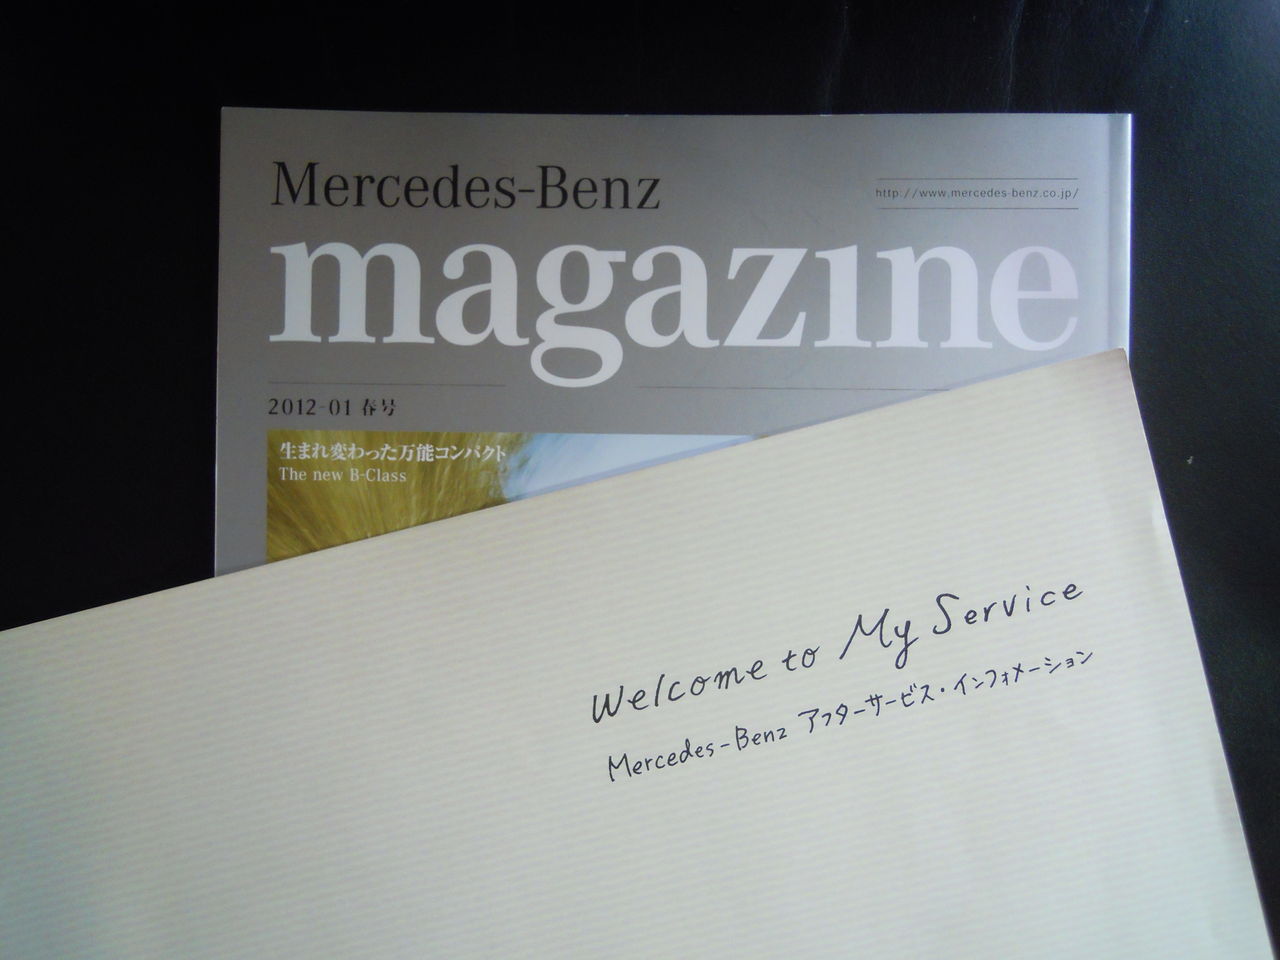 Mercedes-Benz
http://www.mercedes-benz.co.jp/
magazine
2012-01 春号
生まれ変わった万能コンパクト
The new B-Class
Welcome to My Service
Mercedes-Benz アフターサービス・インフォメーション